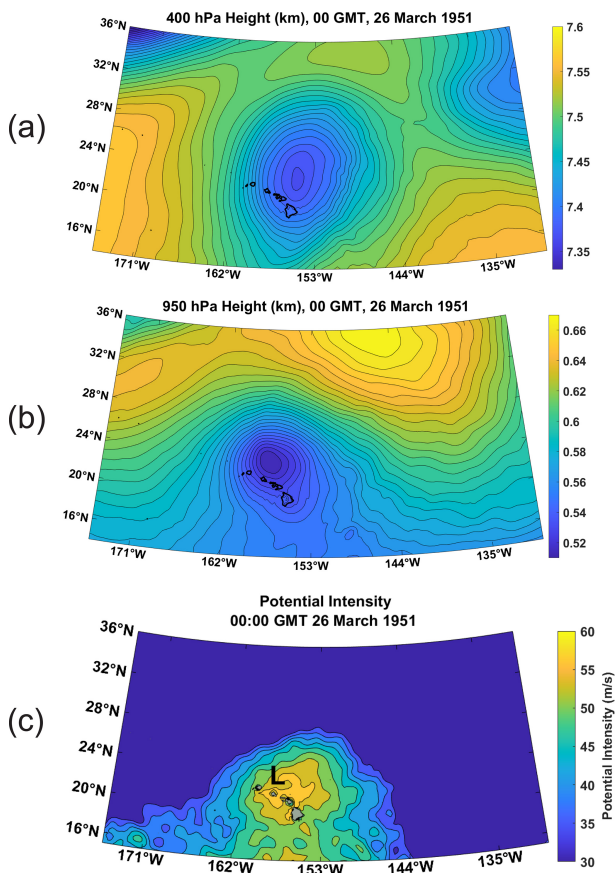 400 hPa Height (km), 00 GMT, 26 March 1951
(a)
36°N
32°N
28°N
24°N
20°N
16°N
171°W
162°W
153°W
144°W
135°W
7.6
7.55
7.5
7.45
7.4
7.35
950 hPa Height (km), 00 GMT, 26 March 1951
(b)
36°N
32°N
28°N
24°N
20°N
16°N
171°W
162°W
153°W
144°W
135°W
0.66
0.64
0.62
0.6
0.58
0.56
0.54
0.52
Potential Intensity
00:00 GMT 26 March 1951
(c)
36°N
32°N
28°N
24°N
20°N
16°N
L
171°W
162°W
153°W
144°W
135°W
60
55
50
45
40
35
30
Potential Intensity (m/s)